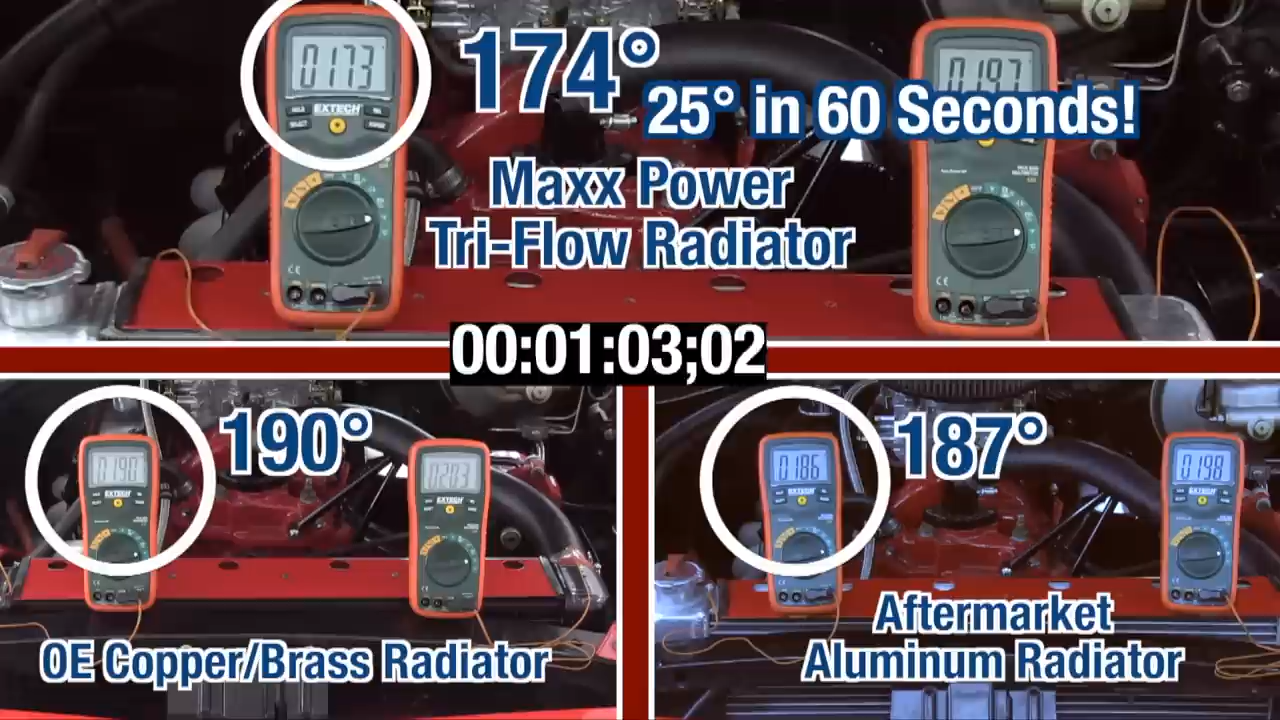 0173
174°
0197
EXTECH
25° in 60 Seconds!
Maxx Power
Tri-Flow Radiator
00:01:03;02
190°
0190
EXTECH
0203
EXTECH
187°
0186
EXTECH
0198
EXTECH
OE Copper/Brass Radiator
Aftermarket
Aluminum Radiator